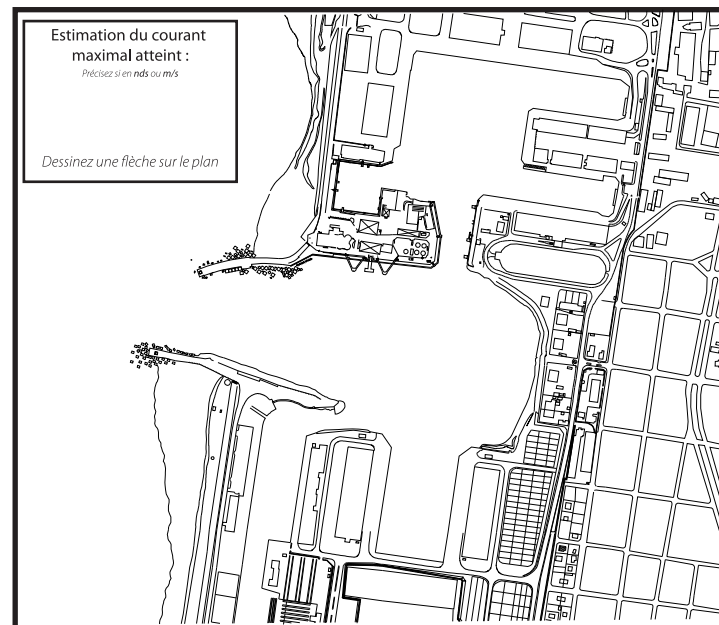 Estimation du courant
maximal atteint :
Précisez si en nds ou m/s
Dessinez une flèche sur le plan